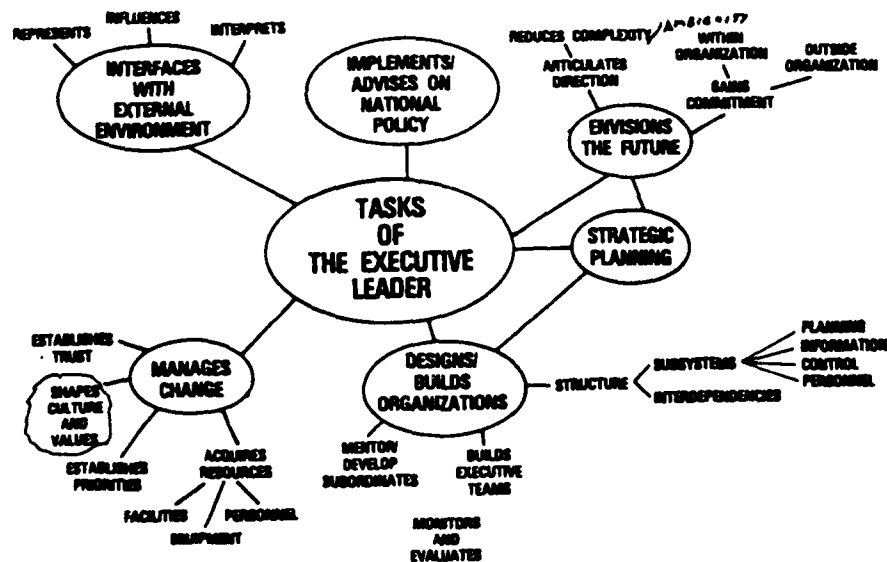 REPRESENTS
INFLUENCES
INTERPRETS
INTERFACES
WITH
EXTERNAL
ENVIRONMENT
IMPLEMENTS/
ADVISES ON
NATIONAL
POLICY
REDUCES COMPLEXITY/AMBIGUITY
ARTICULATES
DIRECTION
WITHIN
ORGANIZATION
OUTSIDE
ORGANIZATION
GAINS
COMMITMENT
ENVISIONS
THE FUTURE
TASKS
OF
THE EXECUTIVE
LEADER
STRATEGIC
PLANNING
ESTABLISHES
TRUST
MANAGES
CHANGE
SHAPES
CULTURE
AND
VALUES
ESTABLISHES
PRIORITIES
ACQUIRES
RESOURCES
FACILITIES
EQUIPMENT
PERSONNEL
DESIGNS/
BUILDS
ORGANIZATIONS
STRUCTURE
SUBSYSTEMS
PLANNING
INFORMATION
CONTROL
PERSONNEL
INTERDEPENDENCIES
MENTOR/
DEVELOP
SUBORDINATES
BUILDS
EXECUTIVE
TEAMS
MONITORS
AND
EVALUATES